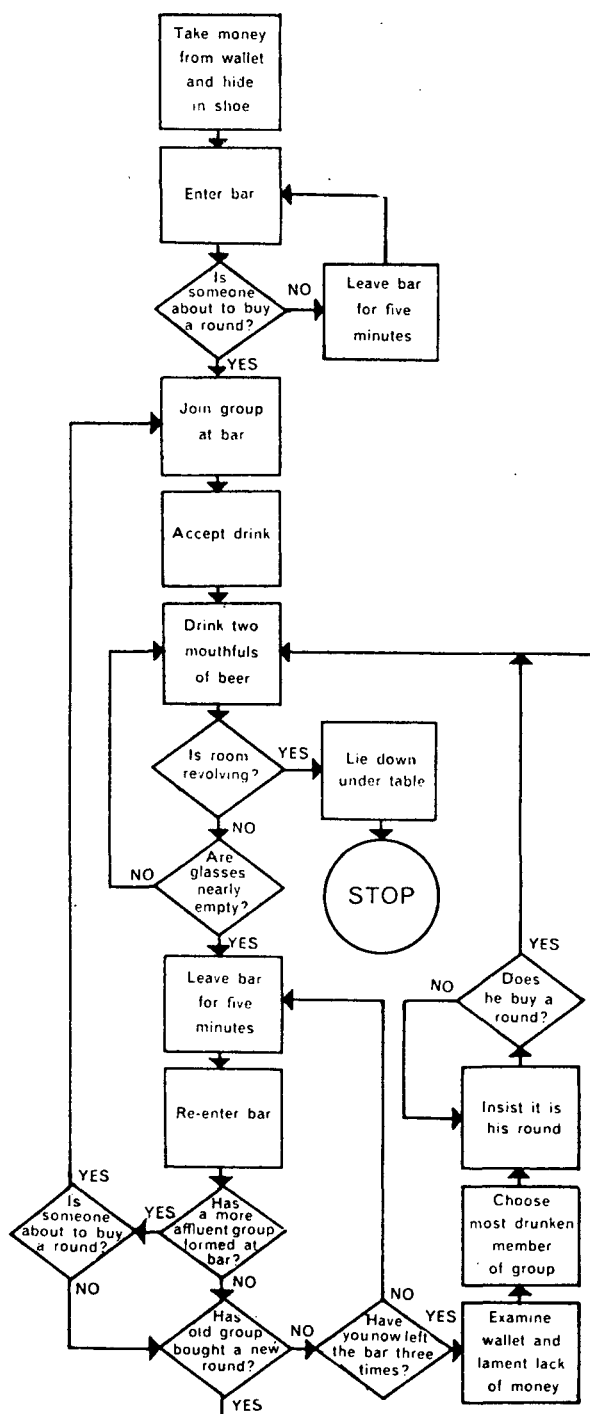 Take money
from wallet
and hide
in shoe
Enter bar
Is
someone
about to buy
a round?
NO
Leave bar
for five
minutes
YES
Join group
at bar
Accept drink
Drink two
mouthfuls
of beer
Is room
revolving?
YES
Lie down
under table
NO
STOP
Are
glasses
nearly
empty?
NO
YES
Leave bar
for five
minutes
Re-enter bar
Has
a more
affluent group
formed at
bar?
YES
Is
someone
about to buy
a round?
YES
NO
NO
Has
old group
bought a new
round?
YES
NO
Have
you now left
the bar three
times?
NO
YES
Examine
wallet and
lament lack
of money
Choose
most drunken
member
of group
Insist it is
his round
Does
he buy a
round?
NO
YES